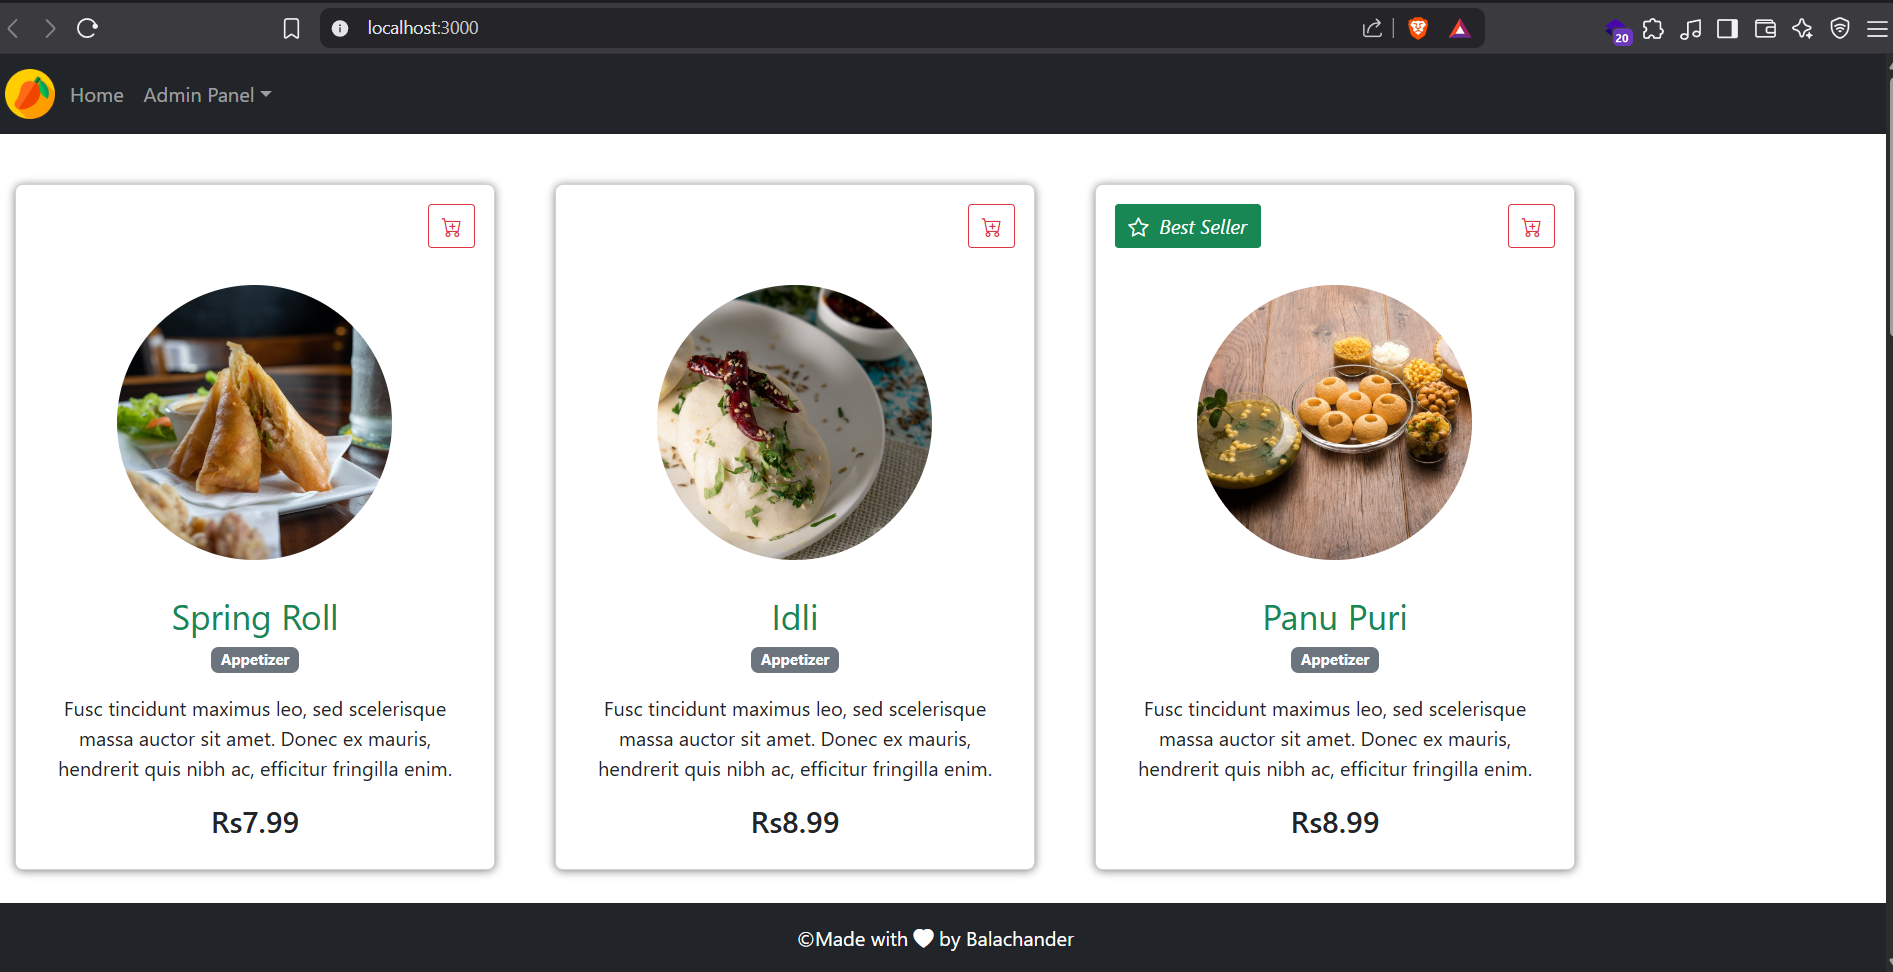 localhost:3000
20
Home Admin Panel
Best Seller
Spring Roll
Appetizer
Fusc tincidunt maximus leo, sed scelerisque
massa auctor sit amet. Donec ex mauris,
hendrerit quis nibh ac, efficitur fringilla enim.
Rs7.99
Idli
Appetizer
Fusc tincidunt maximus leo, sed scelerisque
massa auctor sit amet. Donec ex mauris,
hendrerit quis nibh ac, efficitur fringilla enim.
Rs8.99
Panu Puri
Appetizer
Fusc tincidunt maximus leo, sed scelerisque
massa auctor sit amet. Donec ex mauris,
hendrerit quis nibh ac, efficitur fringilla enim.
Rs8.99
©Made with 🤍 by Balachander